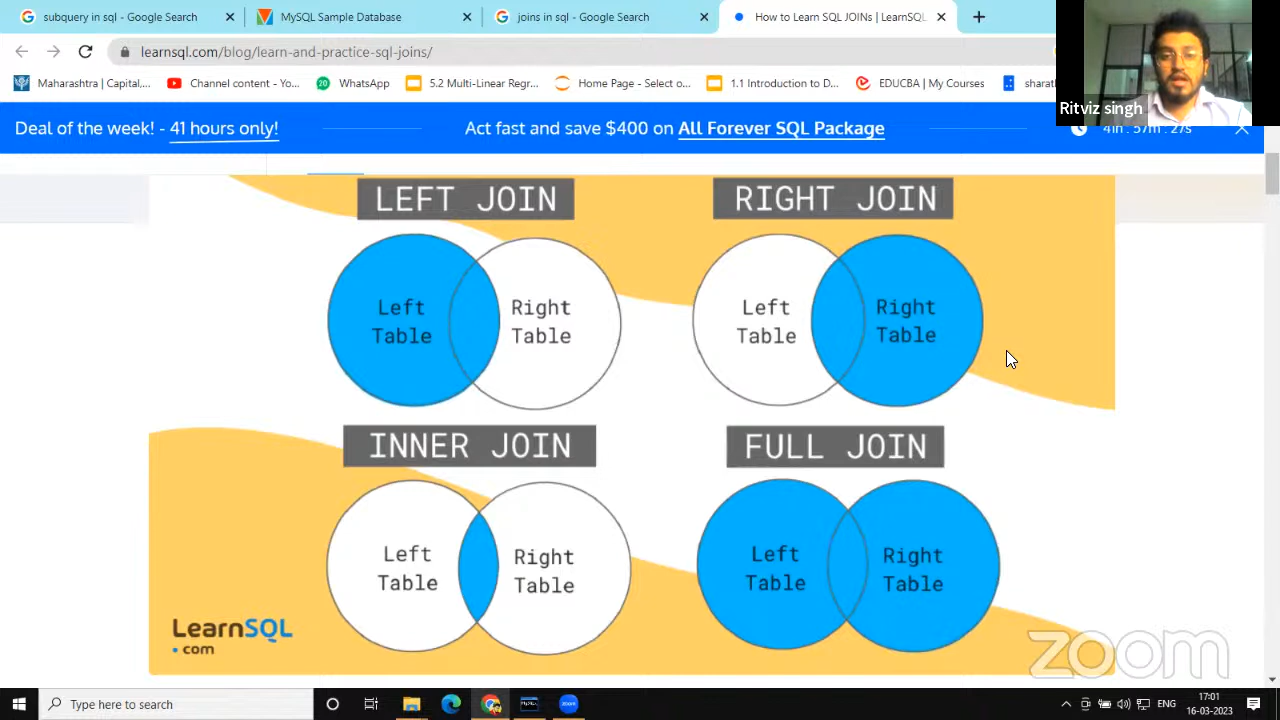 subquery in sql - Google Search
MySQL Sample Database
joins in sql - Google Search
How to Learn SQL JOINs | LearnSQL
learnsql.com/blog/learn-and-practice-sql-joins/
Maharashtra | Capital,...
Channel content - Yo...
20
WhatsApp
5.2 Multi-Linear Regr...
Home Page - Select o...
1.1 Introduction to D...
EDUCBA | My Courses
sharath
Ritviz singh
Deal of the week! - 41 hours only!
Act fast and save $400 on All Forever SQL Package
41h : 57m : 27s
LEFT JOIN
RIGHT JOIN
Left
Table
Right
Table
Left
Table
Right
Table
INNER JOIN
FULL JOIN
Left
Table
Right
Table
Left
Table
Right
Table
LearnSQL
.com
zoom
Type here to search
ENG
17:01
16-03-2023